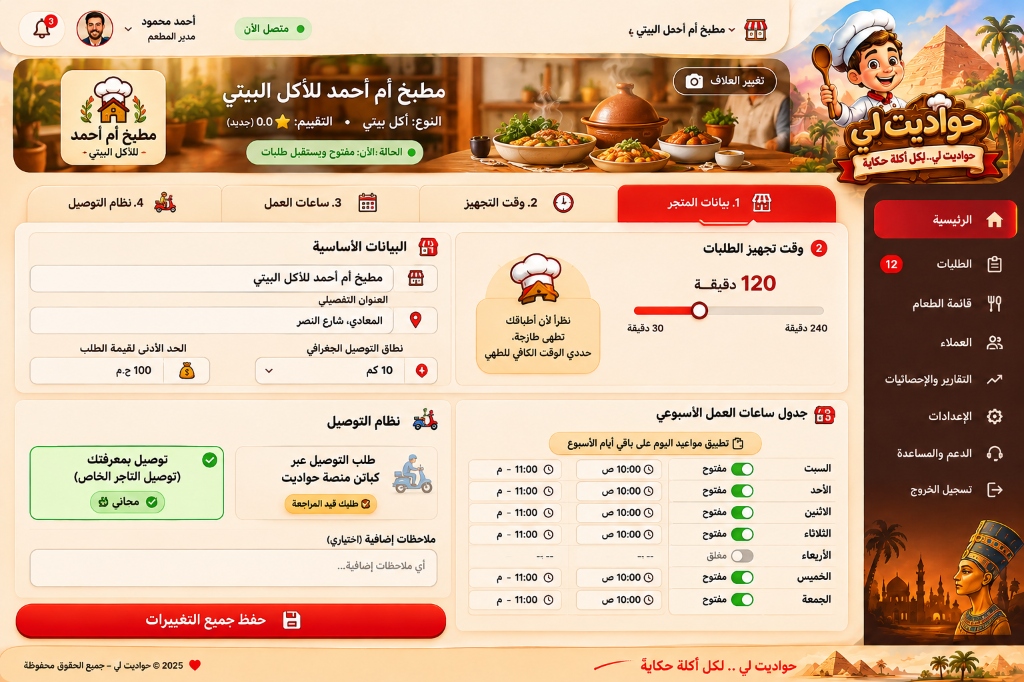 مطبخ أم أحمد البيتي
متصل الآن
أحمد محمود
مدير المطعم
3
حواديت لي
حواديت لي.. لكل أكلة حكاية
تغيير العلاف
مطبخ أم أحمد للأكل البيتي
النوع: أكل بيتي • التقييم: 0.0 (جديد)
الحالة :الآن: مفتوح ويستقبل طلبات
مطبخ أم أحمد
- للأكل البيتي -
1. بيانات المتجر
2. وقت التجهيز
3. ساعات العمل
4. نظام التوصيل
الرئيسية
الطلبات 12
قائمة الطعام
العملاء
التقارير والإحصائيات
الإعدادات
الدعم والمساعدة
تسجيل الخروج
2 وقت تجهيز الطلبات
120 دقيقـة
240 دقيقة
30 دقيقة
نظراً لأن أطباقك
تطهى طازجة،
حددي الوقت الكافي للطهي
البيانات الأساسية
مطبخ أم أحمد للأكل البيتي
العنوان التفصيلي
المعادي، شارع النصر
نطاق التوصيل الجغرافي
الحد الأدنى لقيمة الطلب
10 كم
100 ج.م
جدول ساعات العمل الأسبوعي
تطبيق مواعيد اليوم على باقي أيام الأسبوع
السبت مفتوح 10:00 ص 11:00 - م
الأحد مفتوح 10:00 ص 11:00 - م
الاثنين مفتوح 10:00 ص 11:00 - م
الثلاثاء مفتوح 10:00 ص 11:00 - م
الأربعاء مغلق --:-- --:--
الخميس مفتوح 10:00 ص 11:00 - م
الجمعة مفتوح 10:00 ص 11:00 - م
نظام التوصيل
طلب التوصيل عبر
كباتن منصة حواديت
طلبك قيد المراجعة
توصيل بمعرفتك
(توصيل التاجر الخاص)
مجاني
ملاحظات إضافية (اختياري)
أي ملاحظات إضافية...
حفظ جميع التغييرات
حواديت لي .. لكل أكلة حكاية
2025 © حواديت لي – جميع الحقوق محفوظة